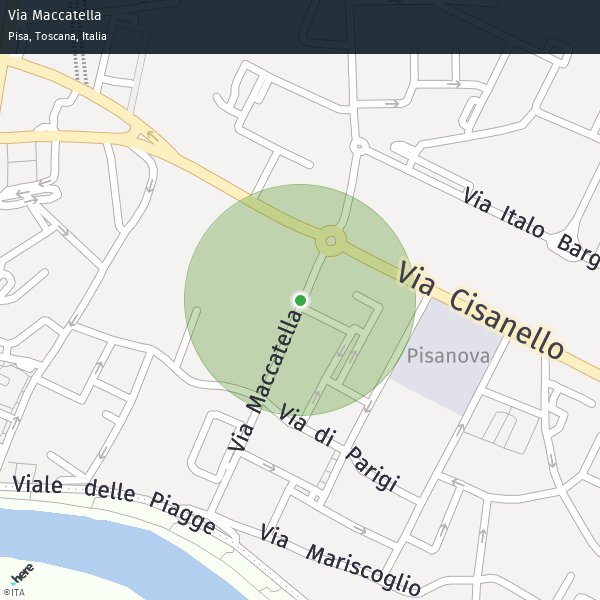 Via Maccatella
Pisa, Toscana, Italia
Via Italo Barg
Via Cisanello
Pisanova
Via Maccatella
Via di Parigi
Viale delle Piagge
Via Mariscoglio
here
©ITA